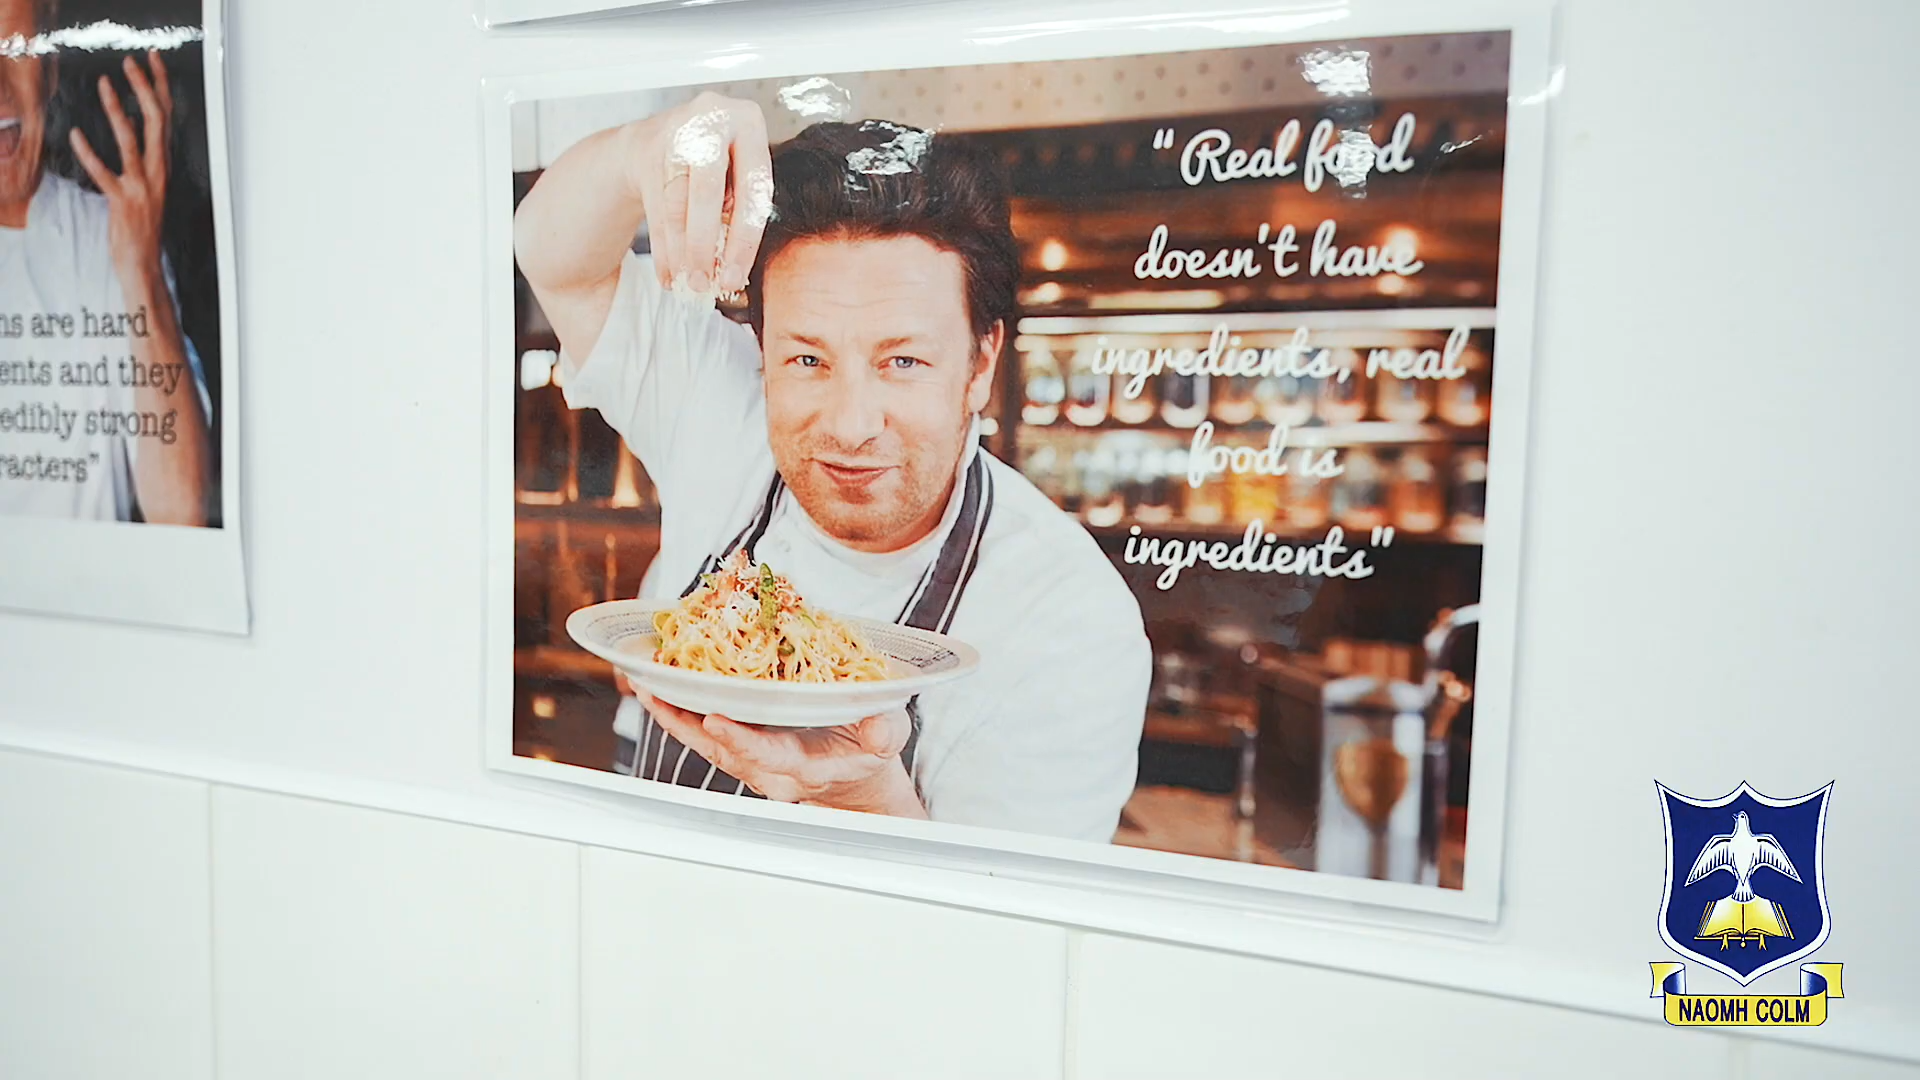 ns are hard
ents and they
edibly strong
racters"
"Real food
doesn't have
ingredients, real
food is
ingredients"
NAOMH COLM